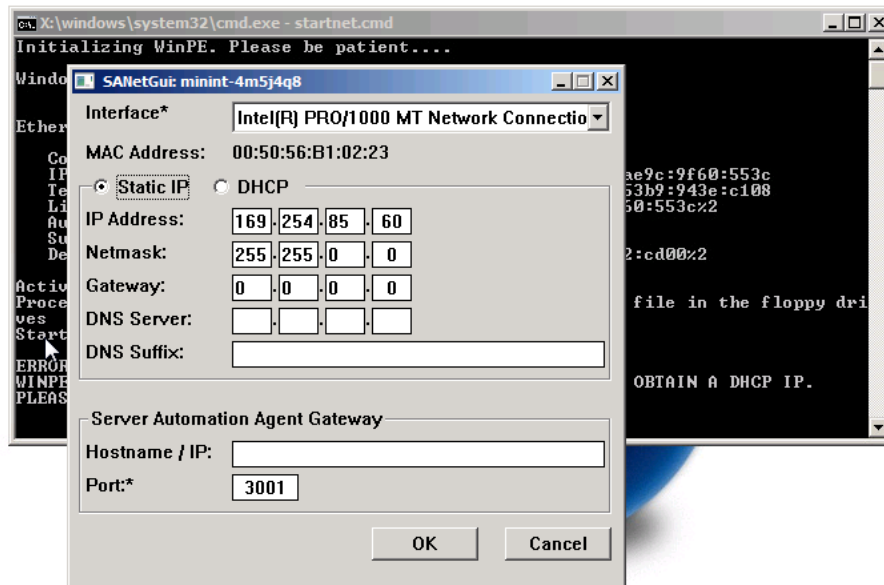 X:\windows\system32\cmd.exe - startnet.cmd
Initializing WinPE. Please be patient....
SANetGui: minint-4m5j4q8
Interface*
Intel(R) PRO/1000 MT Network Connectio
MAC Address: 00:50:56:B1:02:23
ae9c:9f60:553c
Static IP DHCP
53b9:943e:c108
60:553c%2
IP Address: 169.254.85.60
Netmask: 255.255.0.0
2:cd00%2
Gateway: 0.0.0.0
file in the floppy dri
ves
DNS Server: . . .
Start
DNS Suffix:
OBTAIN A DHCP IP.
Server Automation Agent Gateway
Hostname / IP:
Port:* 3001
OK Cancel